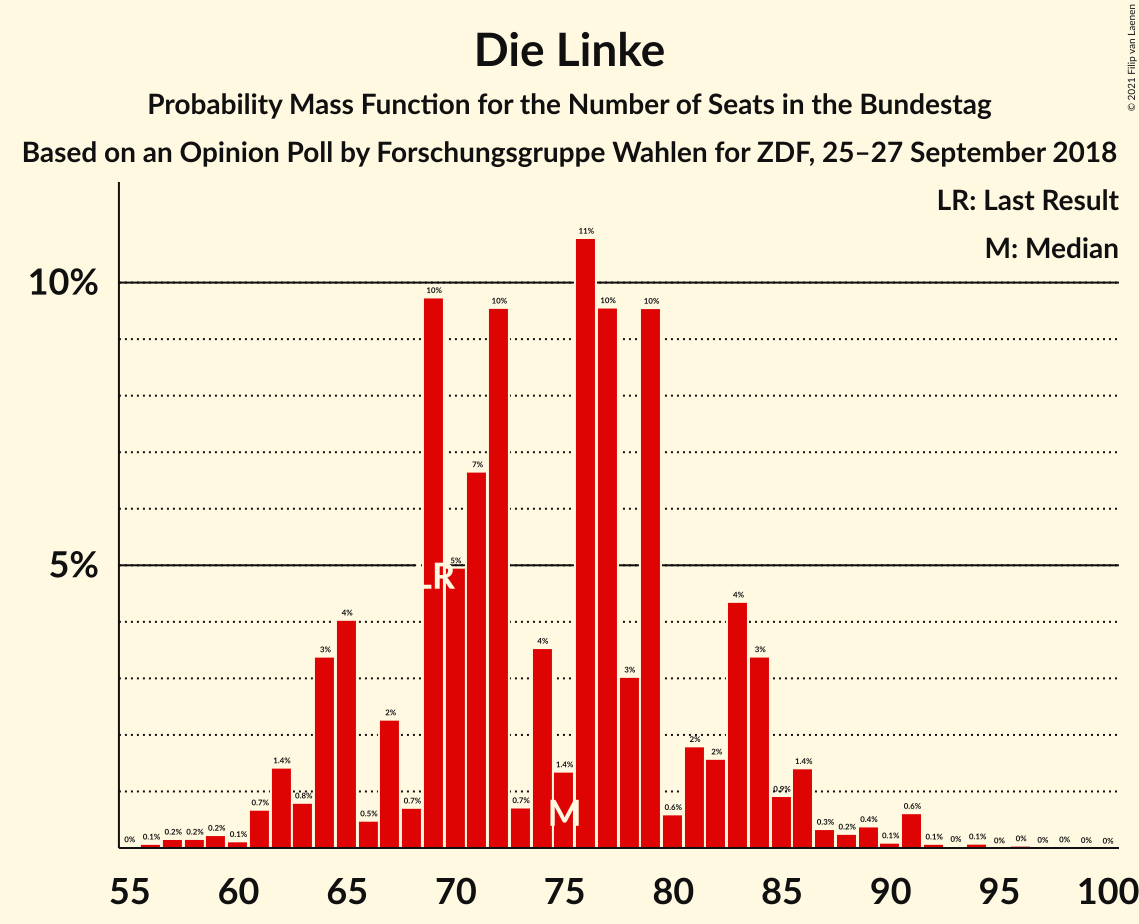 © 2021 Filip van Laenen
Die Linke
Probability Mass Function for the Number of Seats in the Bundestag
Based on an Opinion Poll by Forschungsgruppe Wahlen for ZDF, 25–27 September 2018
LR: Last Result
M: Median
10%
5%
0% 0.1% 0.2% 0.2% 0.2% 0.1% 0.7% 1.4% 0.8% 3% 4% 0.5% 2% 0.7% 10% 5% 7% 10% 0.7% 4% 1.4% 11% 10% 3% 10% 0.6% 2% 2% 4% 3% 0.9% 1.4% 0.3% 0.2% 0.4% 0.1% 0.6% 0.1% 0% 0.1% 0% 0% 0% 0% 0% 0%
LR
M
55 60 65 70 75 80 85 90 95 100